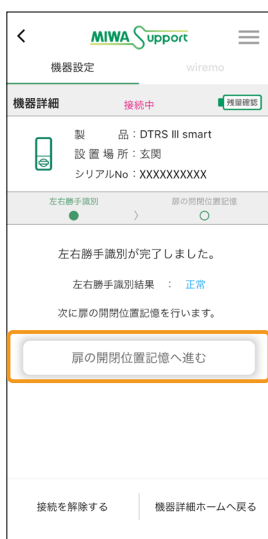 MIWA Support
機器設定
wiremo
機器詳細
接続中
残量確認
製 品：DTRS III smart
設置場所：玄関
シリアルNo：XXXXXXXXXX
左右勝手識別
扉の開閉位置記憶
左右勝手識別が完了しました。
左右勝手識別結果 ： 正常
次に扉の開閉位置記憶を行います。
扉の開閉位置記憶へ進む
接続を解除する
機器詳細ホームへ戻る